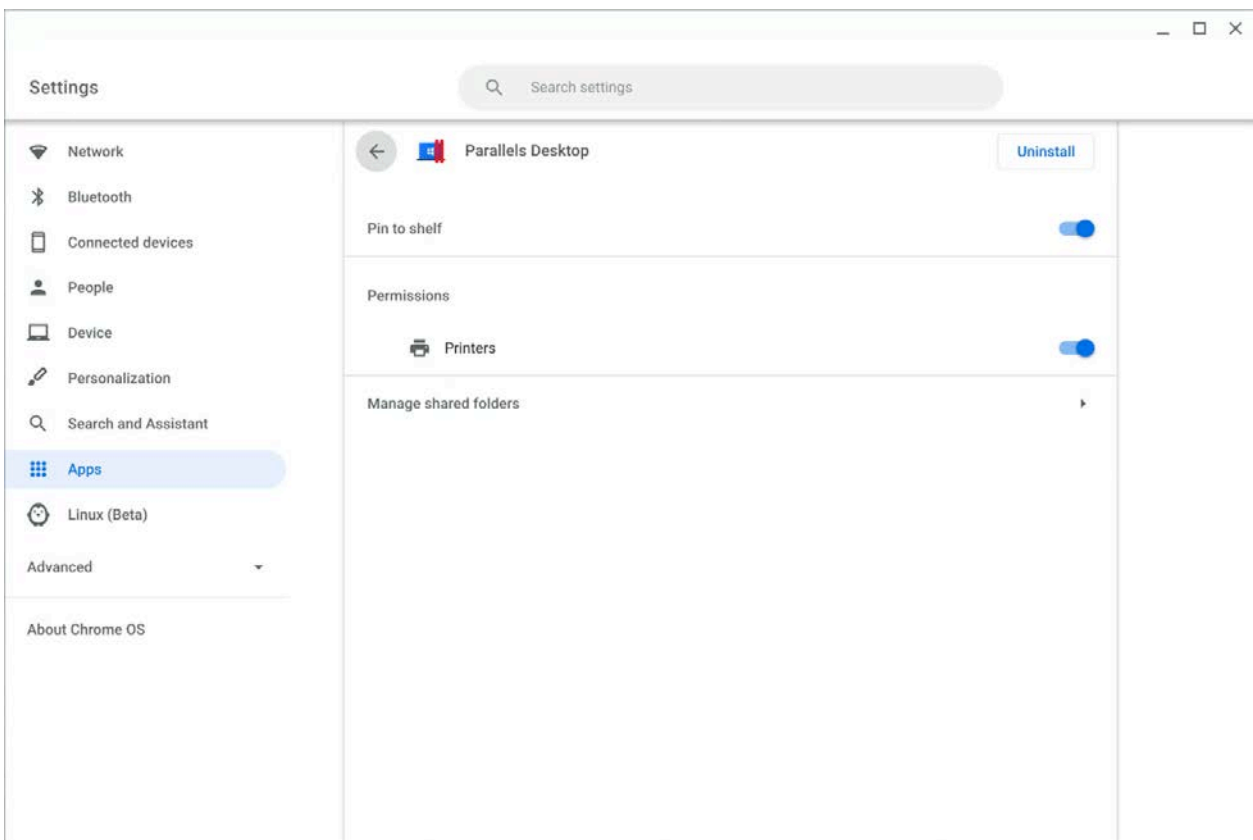 Settings
Search settings
Network
Bluetooth
Connected devices
People
Device
Personalization
Search and Assistant
Apps
Linux (Beta)
Advanced
About Chrome OS
Parallels Desktop
Uninstall
Pin to shelf
Permissions
Printers
Manage shared folders